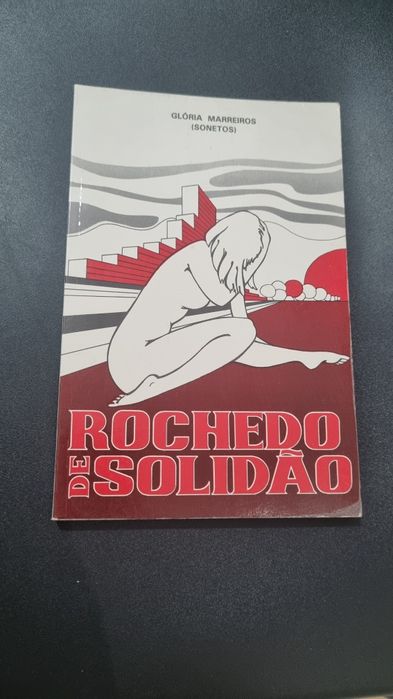 GLÓRIA MARREIROS
(SONETOS)
ROCHEDO
DE SOLIDÃO